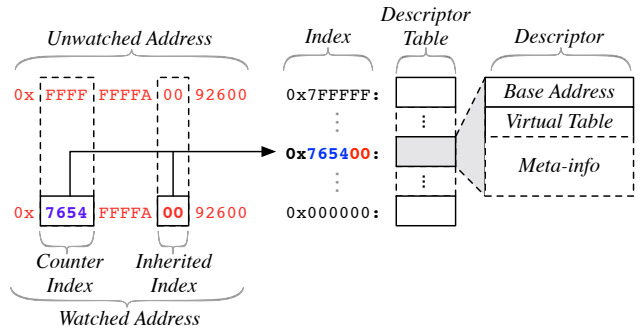 Unwatched Address
Index
Descriptor
Table
Descriptor
0x FFFF FFFFA 00 92600
0x7FFFFF:
Base Address
Virtual Table
0x765400:
Meta-info
0x 7654 FFFFA 00 92600
0x000000:
Counter
Index
Inherited
Index
Watched Address